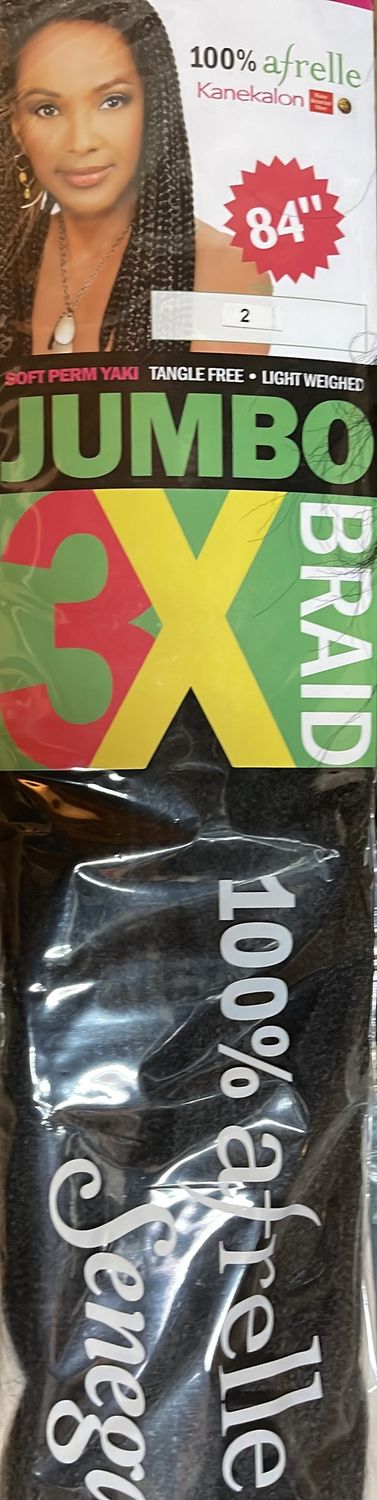 100% afrelle
Kanekalon
84"
2
SOFT PERM YAKI TANGLE FREE • LIGHT WEIGHED
JUMBO
3X
BRAID
100% afrelle
Seneg